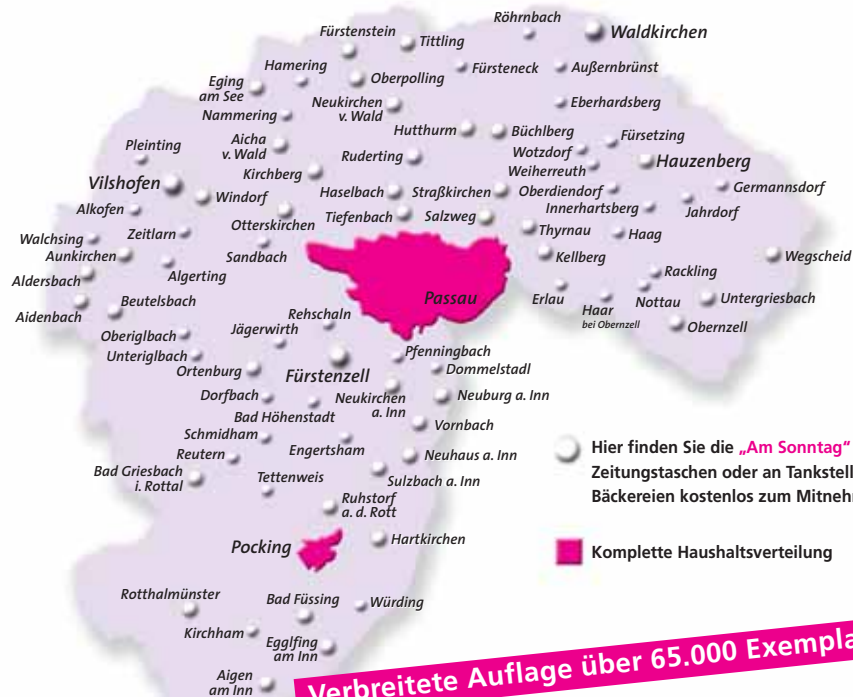 Röhrnbach
Fürstenstein
Tittling
Waldkirchen
Hamering
Oberpolling
Fürsteneck
Außernbrünst
Eging
am See
Neukirchen
v. Wald
Eberhardsberg
Nammering
Hutthurm
Büchlberg
Fürsetzing
Pleinting
Aicha
v. Wald
Ruderting
Wotzdorf
Hauzenberg
Weiherreuth
Kirchberg
Vilshofen
Windorf
Haselbach
Straßkirchen
Oberdiendorf
Germannsdorf
Innerhartsberg
Jahrdorf
Alkofen
Otterskirchen
Tiefenbach
Salzweg
Thyrnau
Haag
Walchsing
Zeitlarn
Aunkirchen
Sandbach
Kellberg
Wegscheid
Aldersbach
Algerting
Rackling
Passau
Erlau
Nottau
Untergriesbach
Aidenbach
Beutelsbach
Haar
bei Obernzell
Rehschaln
Obernzell
Oberiglbach
Jägerwirth
Unteriglbach
Pfenningbach
Ortenburg
Fürstenzell
Dommelstadl
Dorfbach
Neukirchen
a. Inn
Neuburg a. Inn
Bad Höhenstadt
Vornbach
Schmidham
Engertsham
Reutern
Neuhaus a. Inn
Bad Griesbach
i. Rottal
Tettenweis
Sulzbach a. Inn
Ruhstorf
a. d. Rott
Hier finden Sie die „Am Sonntag“
Zeitungstaschen oder an Tankstell
Bäckereien kostenlos zum Mitnehr
Pocking
Hartkirchen
Komplette Haushaltsverteilung
Rotthalmünster
Bad Füssing
Würding
Kirchham
Egglfing
am Inn
Aigen
am Inn
Verbreitete Auflage über 65.000 Exempla